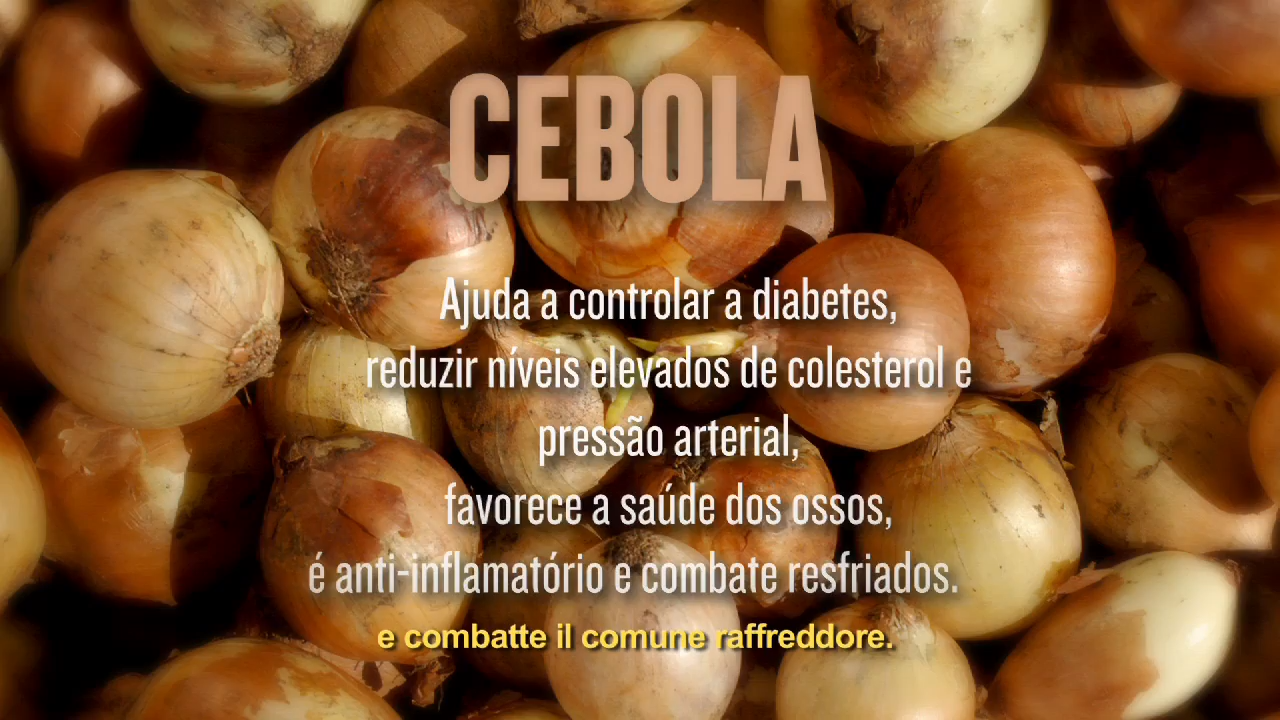 CEBOLA
Ajuda a controlar a diabetes,
reduzir níveis elevados de colesterol e
pressão arterial,
favorece a saúde dos ossos,
é anti-inflamatório e combate resfriados.
e combatte il comune raffreddore.